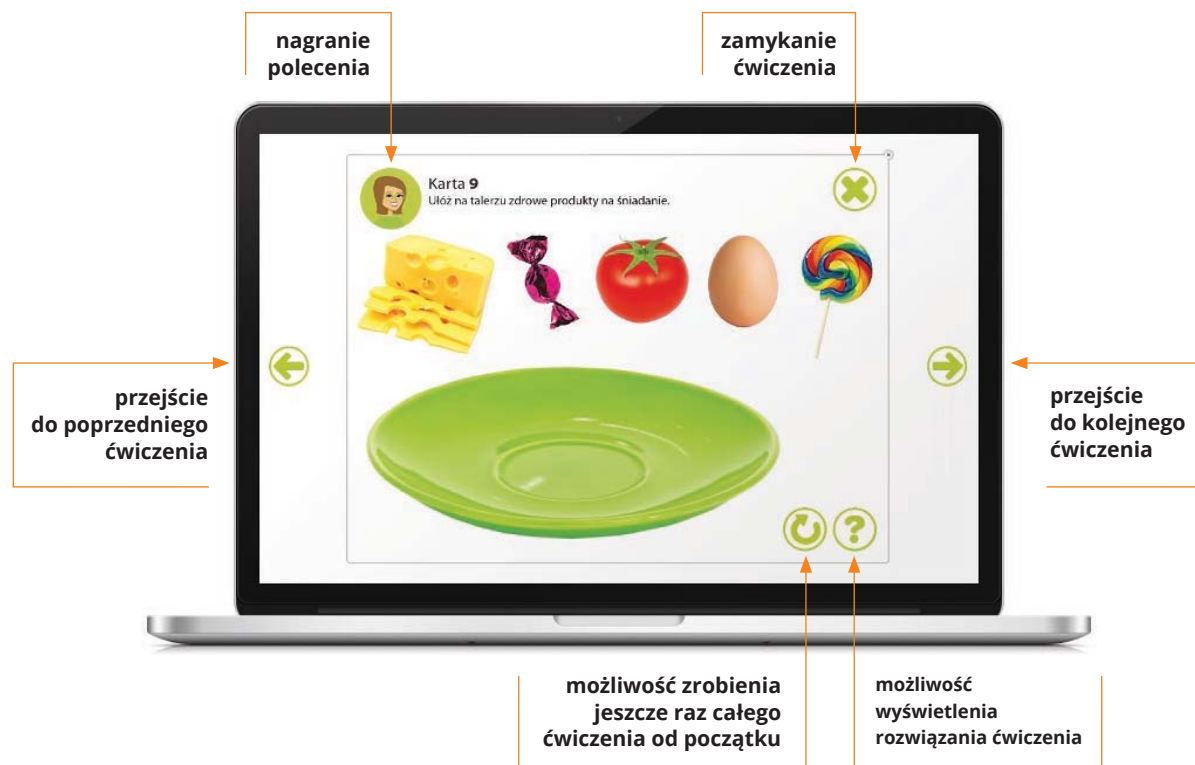 nagranie
polecenia
zamykanie
ćwiczenia
Karta 9
Ułóż na talerzu zdrowe produkty na śniadanie.
przejście
do poprzedniego
ćwiczenia
przejście
do kolejnego
ćwiczenia
?
możliwość zrobienia
jeszcze raz całego
ćwiczenia od początku
możliwość
wyświetlenia
rozwiązania ćwiczenia